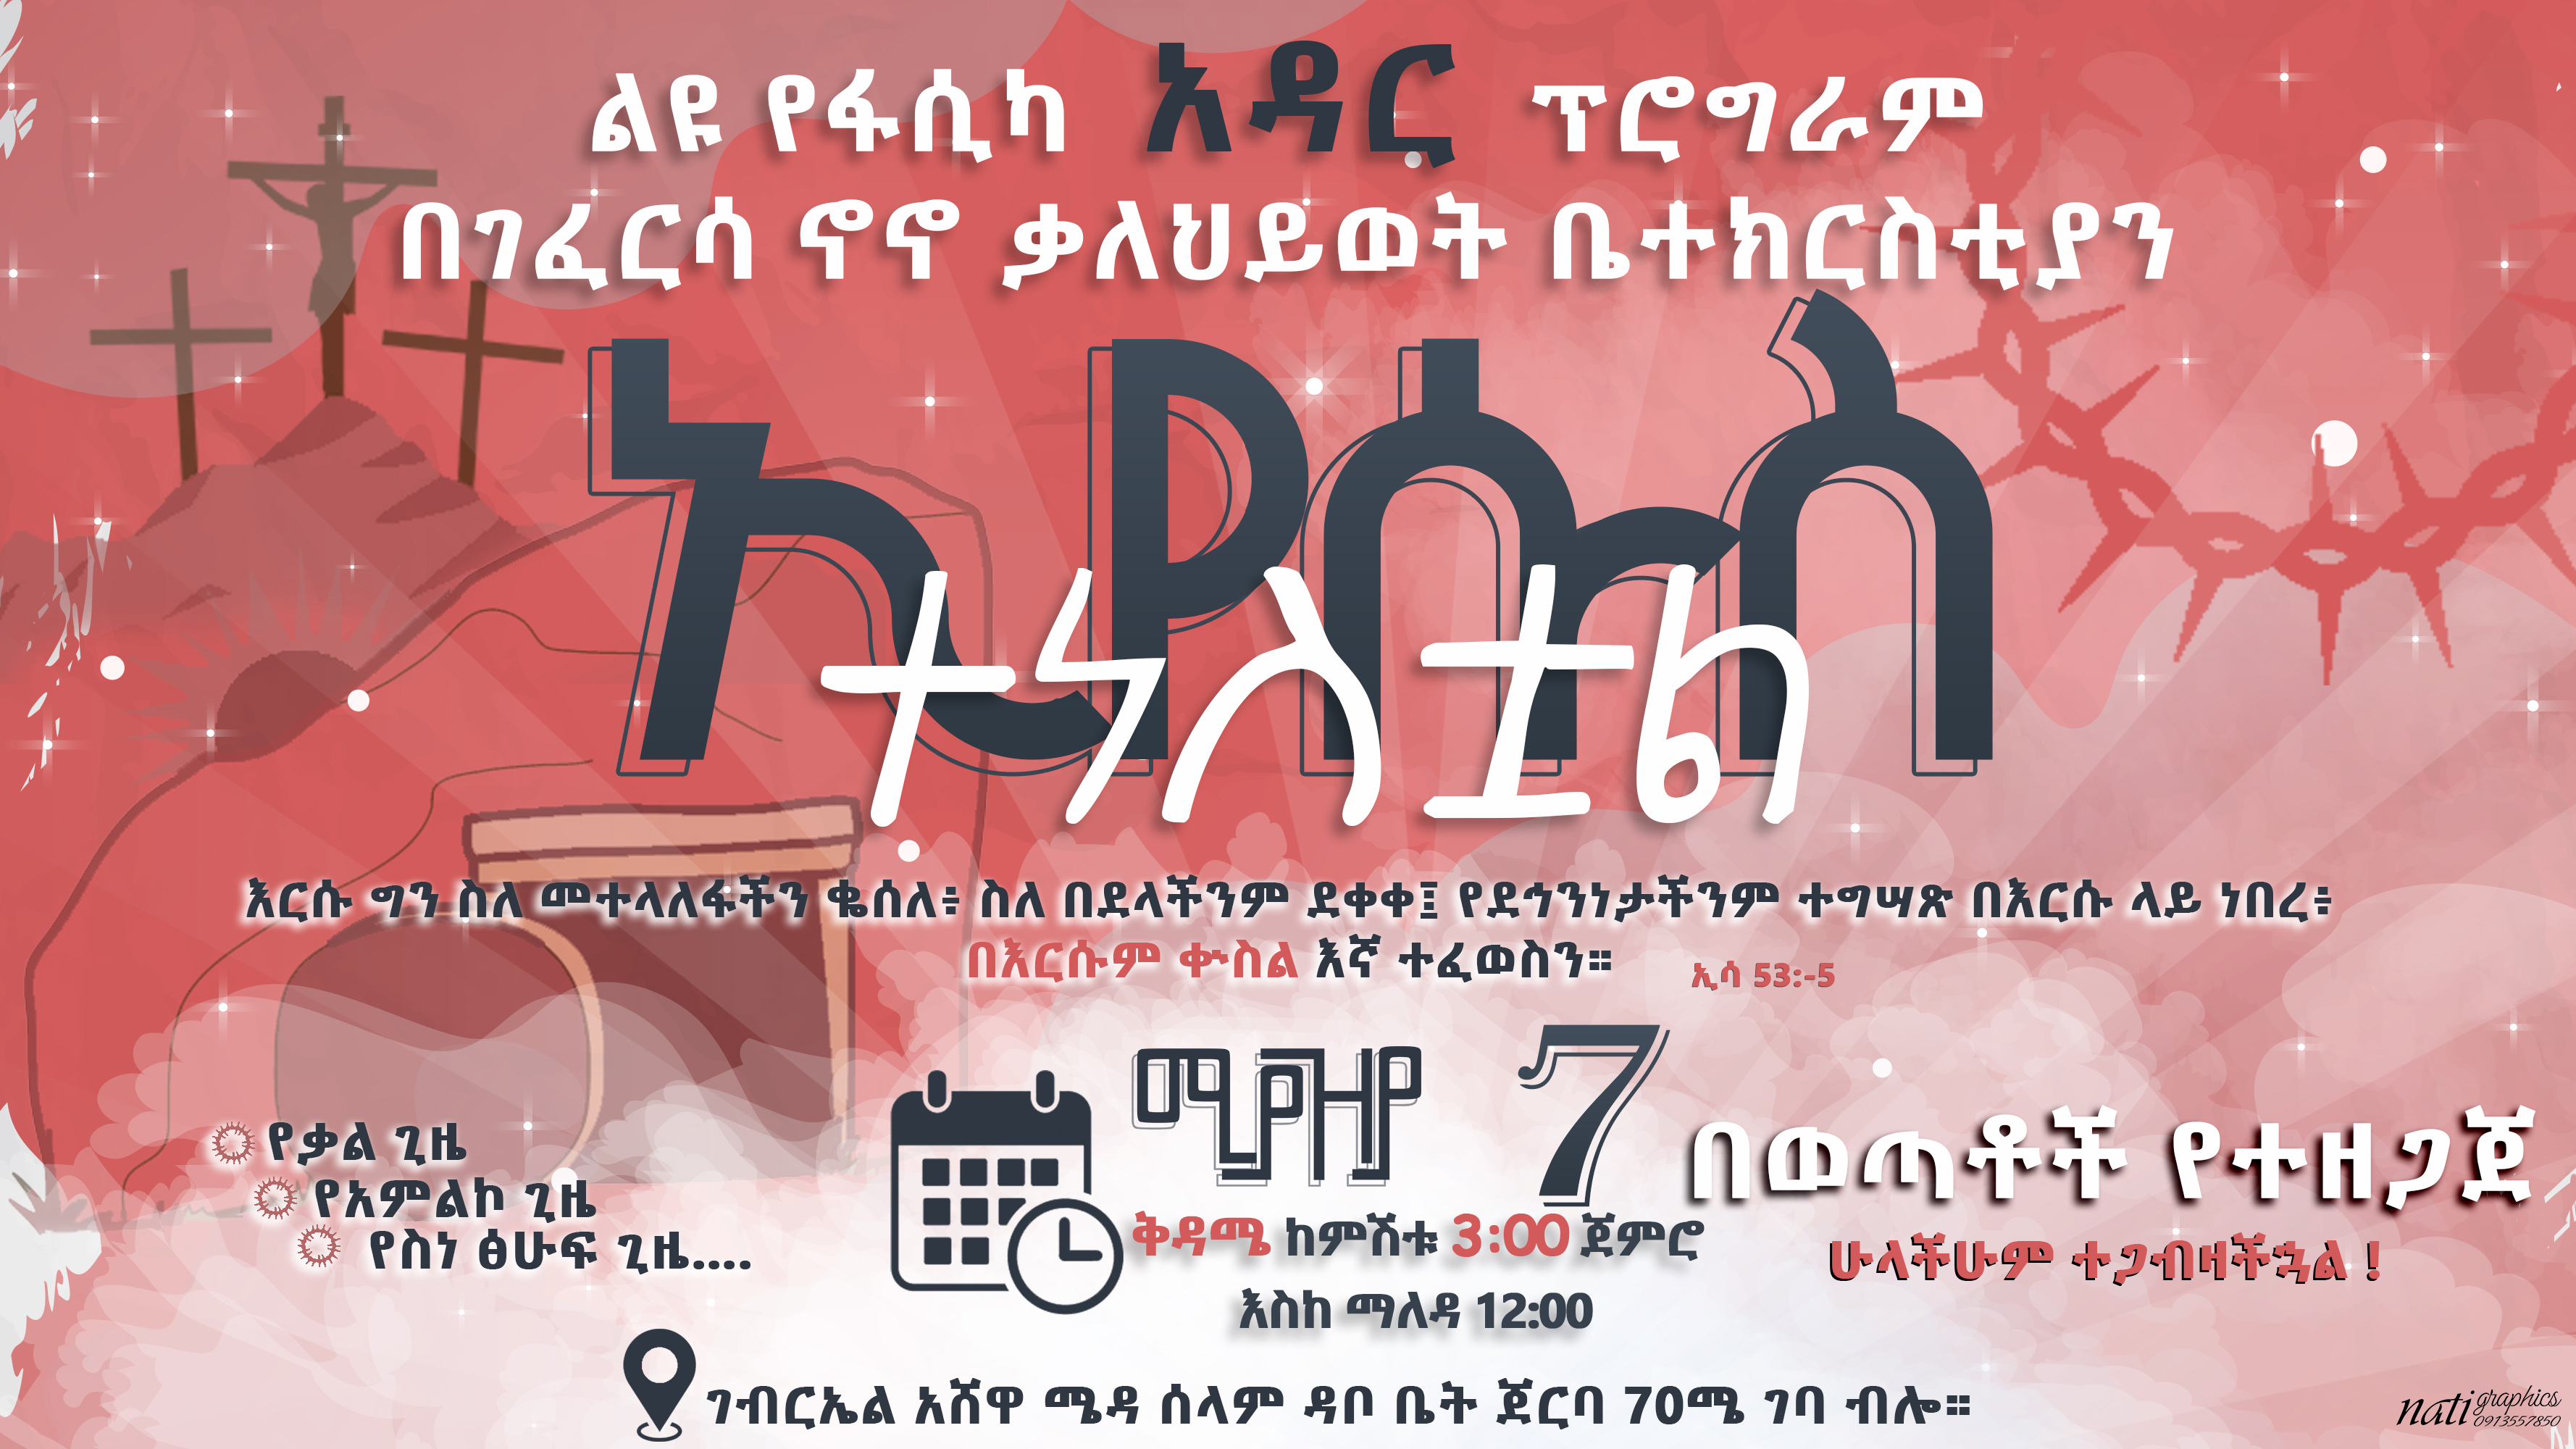 ልዩ የፋሲካ አዳር ፕሮግራም
በገፈርሳ ኖኖ ቃለህይወት ቤተክርስቲያን
ኢየሱስ
ተነስቷል
እርሱ ግን ስለ መተላለፋችን ቈሰለ፥ ስለ በደላችንም ደቀቀ፤ የደኅንነታችንም ተግሣጽ በእርሱ ላይ ነበረ፥
በእርሱም ቍስል እኛ ተፈወስን። ኢሳ 53:-5
ሚያዝያ 7
በወጣቶች የተዘጋጀ
የቃል ጊዜ
የአምልኮ ጊዜ
የስነ ፅሁፍ ጊዜ....
ቅዳሜ ከምሽቱ 3:00 ጀምሮ
እስከ ማለዳ 12:00
ሁላችሁም ተጋብዛችኋል !
ገብርኤል አሸዋ ሜዳ ሰላም ዳቦ ቤት ጀርባ 70ሜ ገባ ብሎ።
nati graphics
0913557850